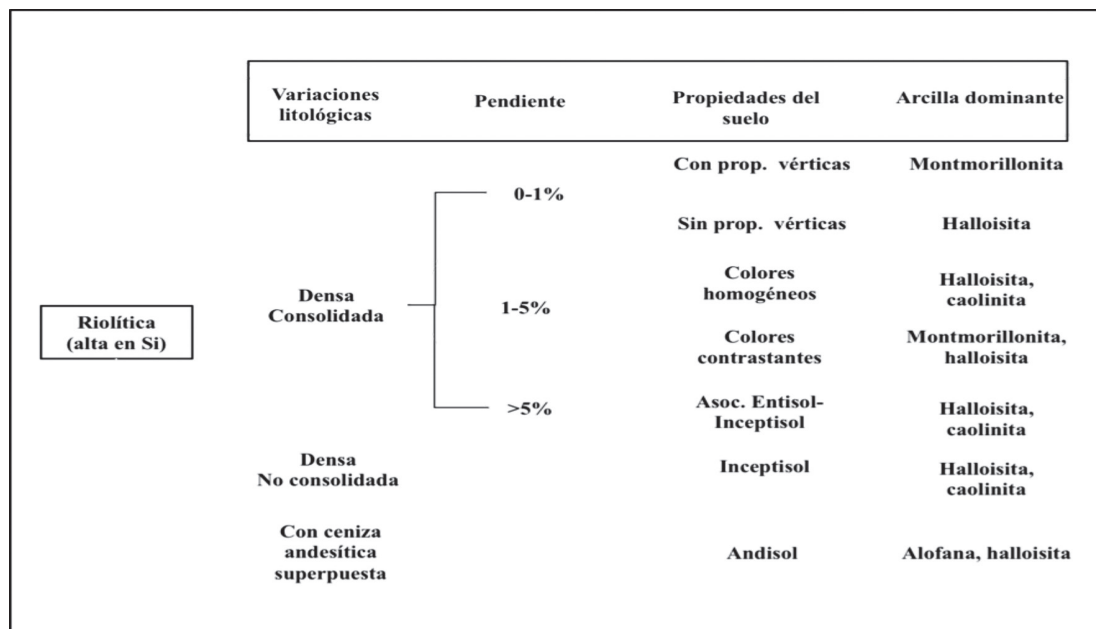 Variaciones
litológicas
Pendiente
Propiedades del
suelo
Arcilla dominante
Con prop. vérticas
Montmorillonita
0-1%
Sin prop. vérticas
Halloisita
Riolítica
(alta en Si)
Densa
Consolidada
1-5%
Colores
homogéneos
Halloisita,
caolinita
Colores
contrastantes
Montmorillonita,
halloisita
>5%
Asoc. Entisol-
Inceptisol
Halloisita,
caolinita
Densa
No consolidada
Inceptisol
Halloisita,
caolinita
Con ceniza
andesítica
superpuesta
Andisol
Alofana, halloisita